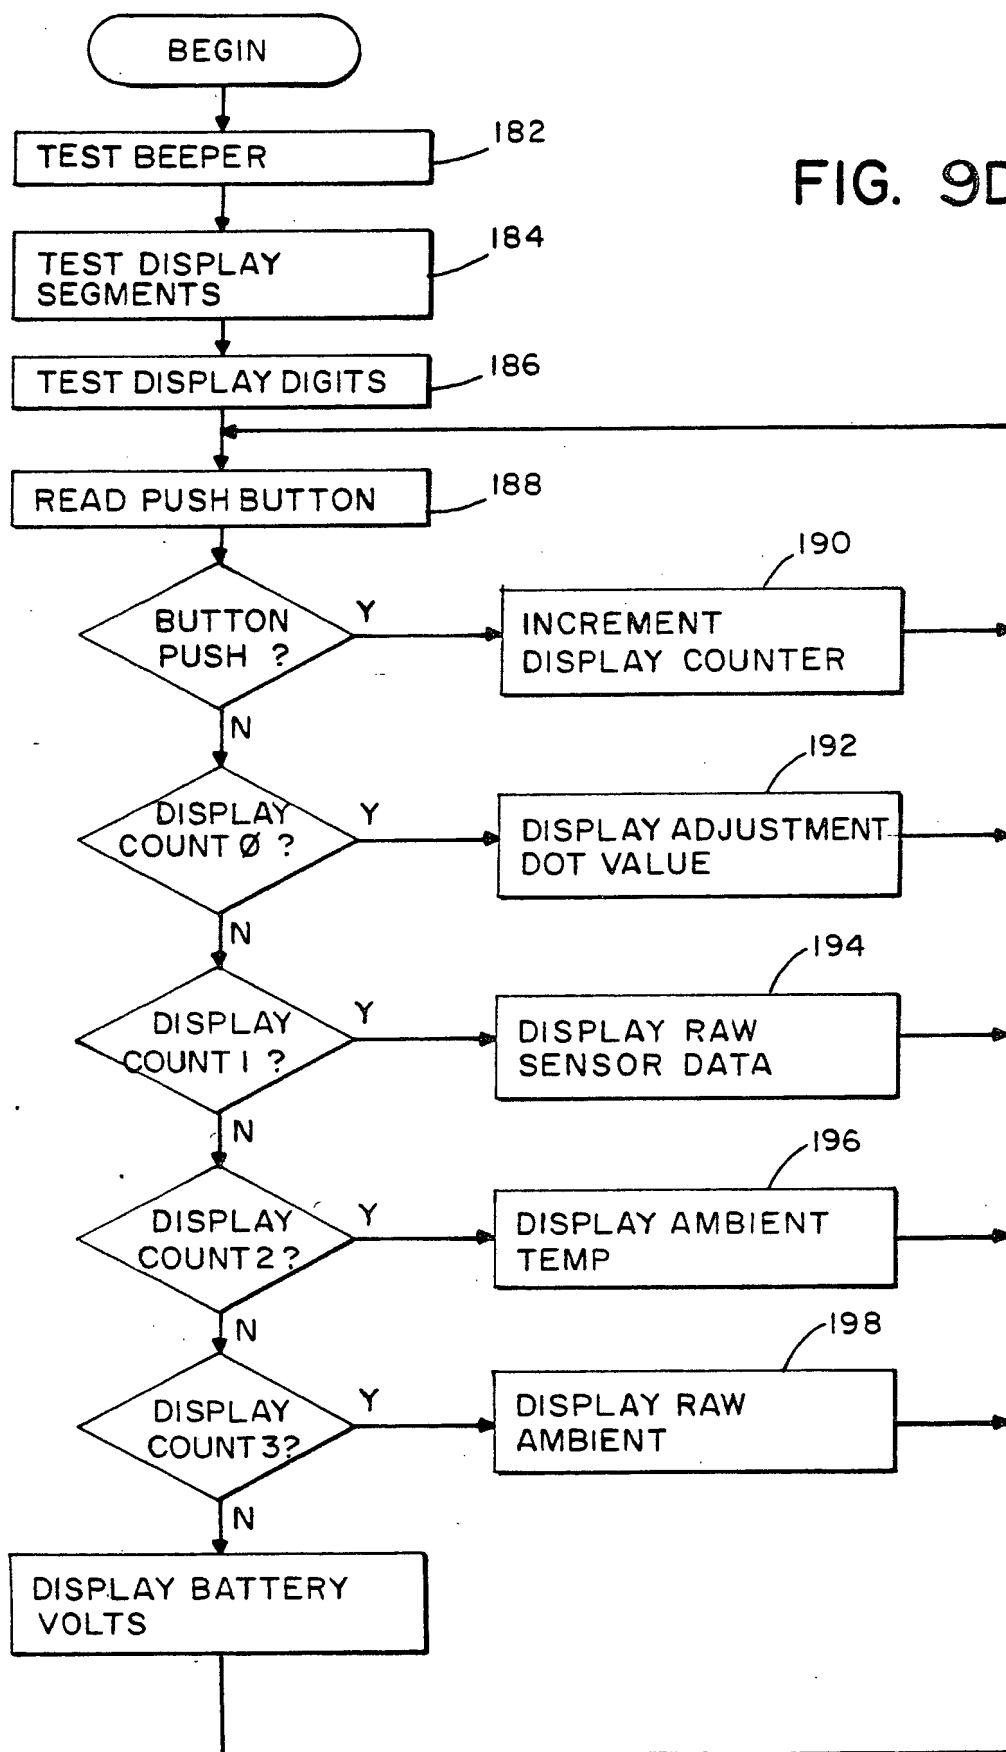 BEGIN
TEST BEEPER
182
FIG. 9D
TEST DISPLAY
SEGMENTS
184
TEST DISPLAY DIGITS
186
READ PUSH BUTTON
188
BUTTON
PUSH ?
Y
N
190
INCREMENT
DISPLAY COUNTER
DISPLAY
COUNT Ø ?
Y
N
192
DISPLAY ADJUSTMENT
DOT VALUE
DISPLAY
COUNT 1 ?
Y
N
194
DISPLAY RAW
SENSOR DATA
DISPLAY
COUNT 2 ?
Y
N
196
DISPLAY AMBIENT
TEMP
DISPLAY
COUNT 3?
Y
N
198
DISPLAY RAW
AMBIENT
DISPLAY BATTERY
VOLTS